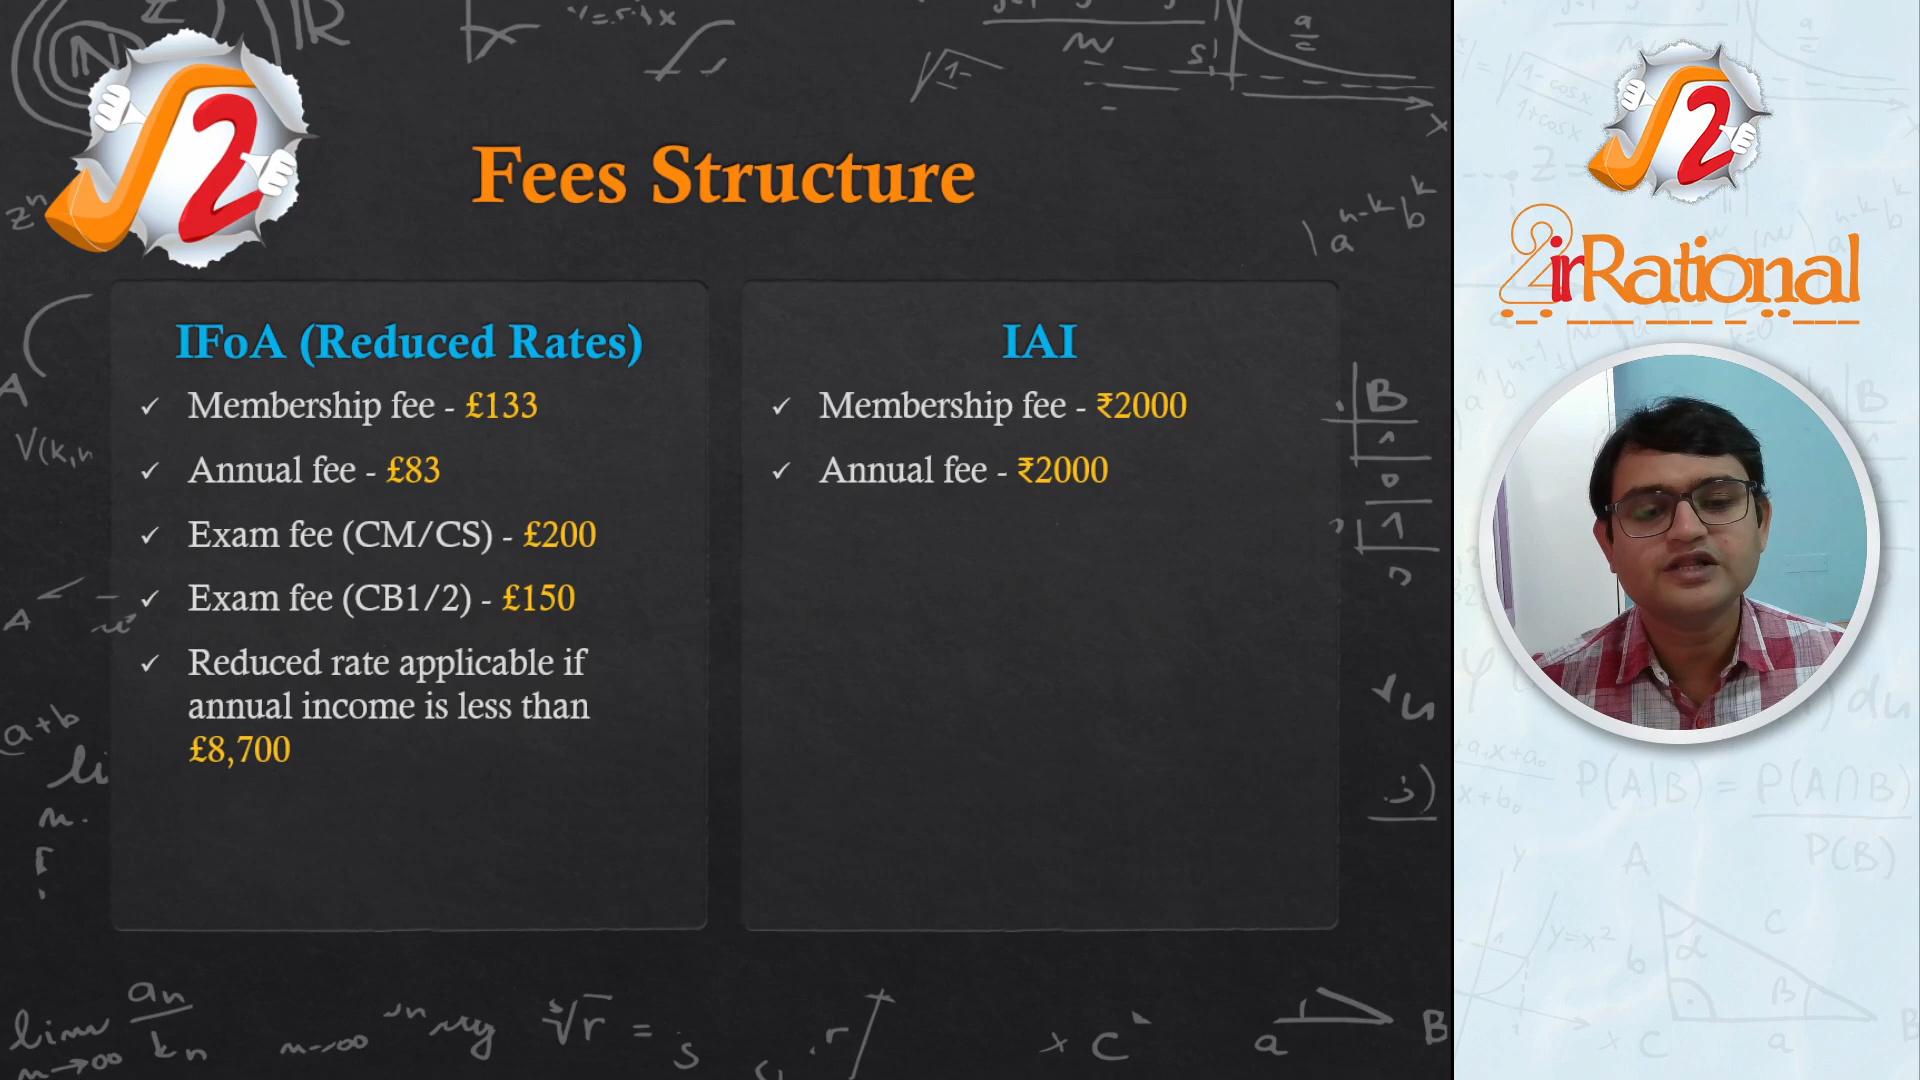 Fees Structure
IFoA (Reduced Rates)
Membership fee - £133
Annual fee - £83
Exam fee (CM/CS) - £200
Exam fee (CB1/2) - £150
Reduced rate applicable if
annual income is less than
£8,700
IAI
Membership fee - ₹2000
Annual fee - ₹2000
√2
√2
2irRational
P(A|B) = P(A∩B)
P(B)